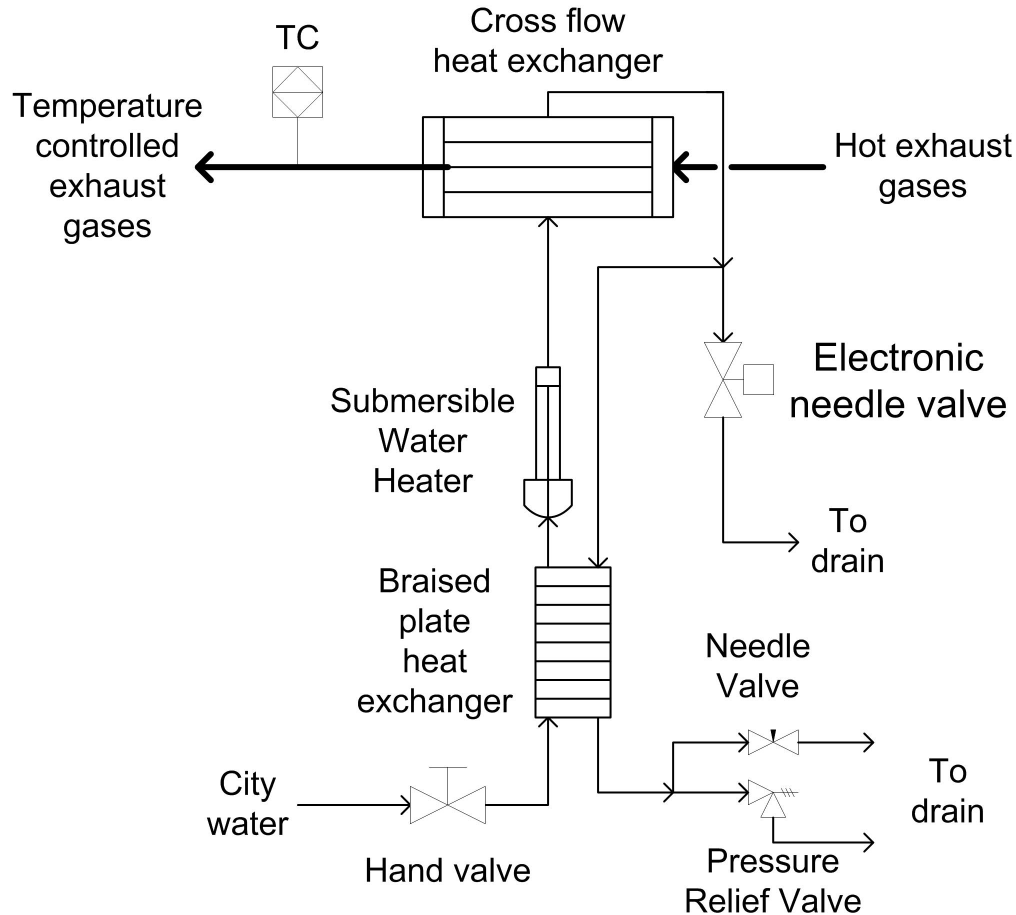 TC
Cross flow
heat exchanger
Temperature
controlled
exhaust
gases
Hot exhaust
gases
Submersible
Water
Heater
Electronic
needle valve
To
drain
Braised
plate
heat
exchanger
Needle
Valve
City
water
To
drain
Hand valve
Pressure
Relief Valve